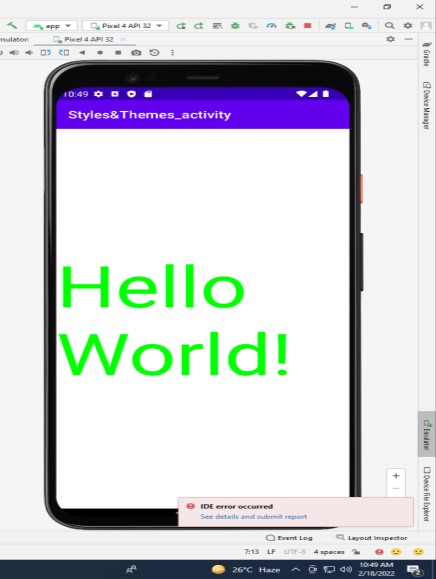 app
Pixel 4 API 32
mulator:
Pixel 4 API 32
Gradle
Device Manager
10:49
Styles&Themes_activity
Hello
World!
Emulator
Device File Explorer
IDE error occurred
See details and submit report
Event Log
Layout Inspector
7:13 LF UTF-8 4 spaces
26°C Haze
10:49 AM
2/18/2022
2